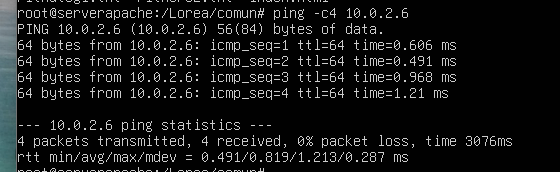 root@serverapache:/Lorea/comun# ping -c4 10.0.2.6
PING 10.0.2.6 (10.0.2.6) 56(84) bytes of data.
64 bytes from 10.0.2.6: icmp_seq=1 ttl=64 time=0.606 ms
64 bytes from 10.0.2.6: icmp_seq=2 ttl=64 time=0.491 ms
64 bytes from 10.0.2.6: icmp_seq=3 ttl=64 time=0.968 ms
64 bytes from 10.0.2.6: icmp_seq=4 ttl=64 time=1.21 ms
--- 10.0.2.6 ping statistics ---
4 packets transmitted, 4 received, 0% packet loss, time 3076ms
rtt min/avg/max/mdev = 0.491/0.819/1.213/0.287 ms
root@serverapache:/Lorea/comun#